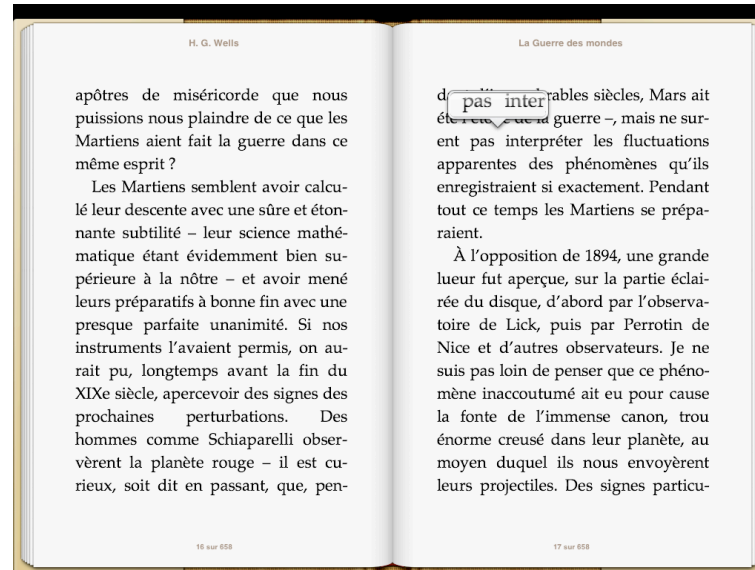 H. G. Wells
apôtres de miséricorde que nous
puissions nous plaindre de ce que les
Martiens aient fait la guerre dans ce
même esprit ?
Les Martiens semblent avoir calcu-
lé leur descente avec une sûre et éton-
nante subtilité – leur science mathé-
matique étant évidemment bien su-
périeure à la nôtre – et avoir mené
leurs préparatifs à bonne fin avec une
presque parfaite unanimité. Si nos
instruments l’avaient permis, on au-
rait pu, longtemps avant la fin du
XIXe siècle, apercevoir des signes des
prochaines perturbations. Des
hommes comme Schiaparelli obser-
vèrent la planète rouge – il est cu-
rieux, soit dit en passant, que, pen-
16 sur 658
La Guerre des mondes
pas inter
siècles, Mars ait
guerre –, mais ne sur-
ent pas interpréter les fluctuations
apparentes des phénomènes qu’ils
enregistraient si exactement. Pendant
tout ce temps les Martiens se prépa-
raient.
À l’opposition de 1894, une grande
lueur fut aperçue, sur la partie éclai-
rée du disque, d’abord par l’observa-
toire de Lick, puis par Perrotin de
Nice et d’autres observateurs. Je ne
suis pas loin de penser que ce phéno-
mène inaccoutumé ait eu pour cause
la fonte de l’immense canon, trou
énorme creusé dans leur planète, au
moyen duquel ils nous envoyèrent
leurs projectiles. Des signes particu-
17 sur 658